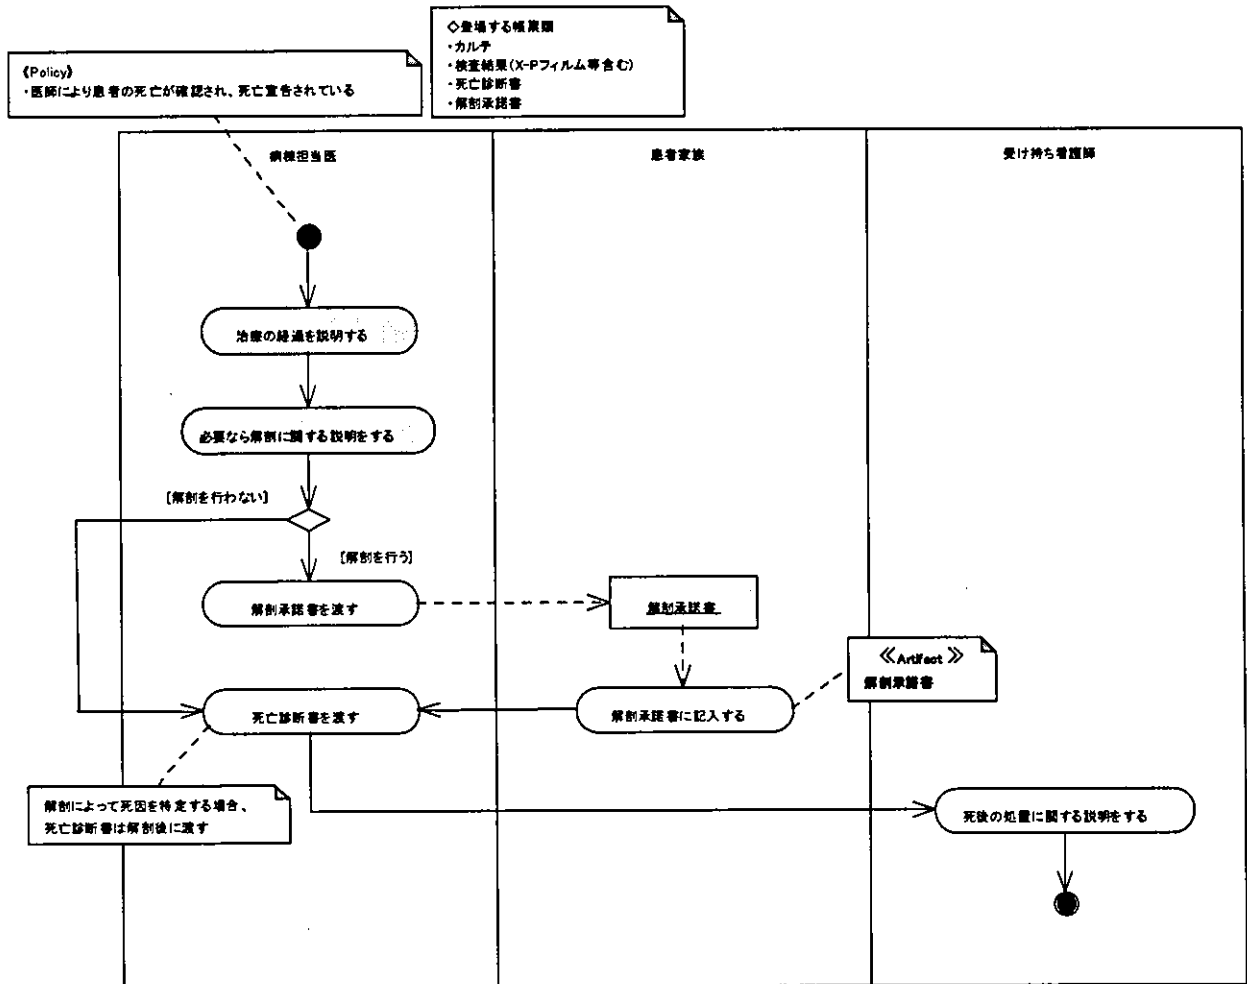 ◇登場する帳票類
・カルテ
・検査結果(X-Pフィルム等含む)
・死亡診断書
・解剖承諾書
《Policy》
・医師により患者の死亡が確認され、死亡宣告されている
病棟担当医
患者家族
受け持ち看護師
治療の経過を説明する
必要なら解剖に関する説明をする
[解剖を行わない]
[解剖を行う]
解剖承諾書を渡す
解剖承諾書
≪Artifact≫
解剖承諾書
死亡診断書を渡す
解剖承諾書に記入する
解剖によって死因を特定する場合、
死亡診断書は解剖後に渡す
死後の処置に関する説明をする